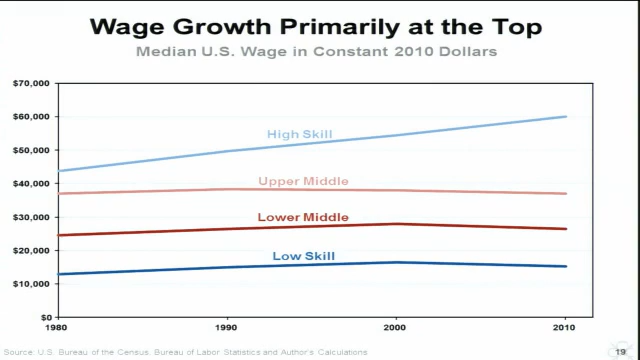 Wage Growth Primarily at the Top
Median U.S. Wage in Constant 2010 Dollars
$70,000
$60,000
$50,000
$40,000
$30,000
$20,000
$10,000
$0
High Skill
Upper Middle
Lower Middle
Low Skill
1980 1990 2000 2010
Source: U.S. Bureau of the Census. Bureau of Labor Statistics and Author's Calculations
19